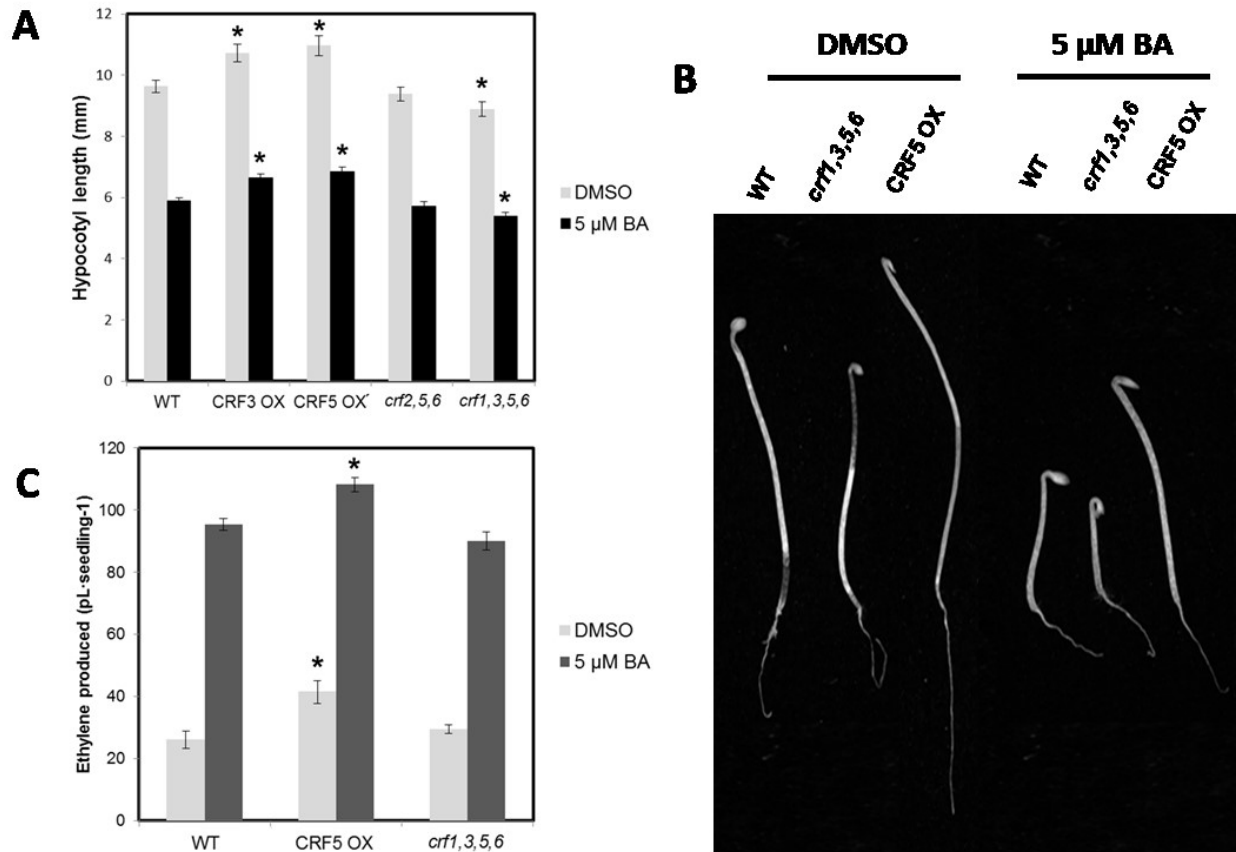 A
Hypocotyl length (mm)
12
10
8
6
4
2
0
*
*
*
*
*
*
WT
CRF3 OX
CRF5 OX´
crf2,5,6
crf1,3,5,6
DMSO
5 µM BA
B
DMSO
5 µM BA
WT
crf1,3,5,6
CRF5 OX
WT
crf1,3,5,6
CRF5 OX
C
Ethylene produced (pL·seedling-1)
120
100
80
60
40
20
0
*
*
WT
CRF5 OX
crf1,3,5,6
DMSO
5 µM BA